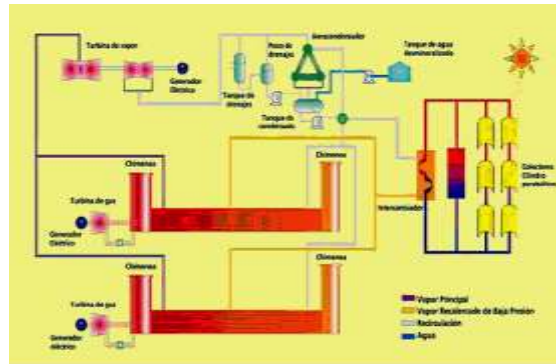 Turbina de vapor
Generador
Eléctrico
Pozo de
drenajes
Tanque de
drenajes
Aerocondensador
Tanque de
condensado
Tanque de agua
desmineralizada
Chimenea
Chimenea
Turbina de gas
Generador
Eléctrico
Intercambiador
Colectores
Cilindro
parabólicos
Chimenea
Chimenea
Turbina de gas
Generador
eléctrico
Vapor Principal
Vapor Recalentado de Baja Presión
Recirculación
Agua